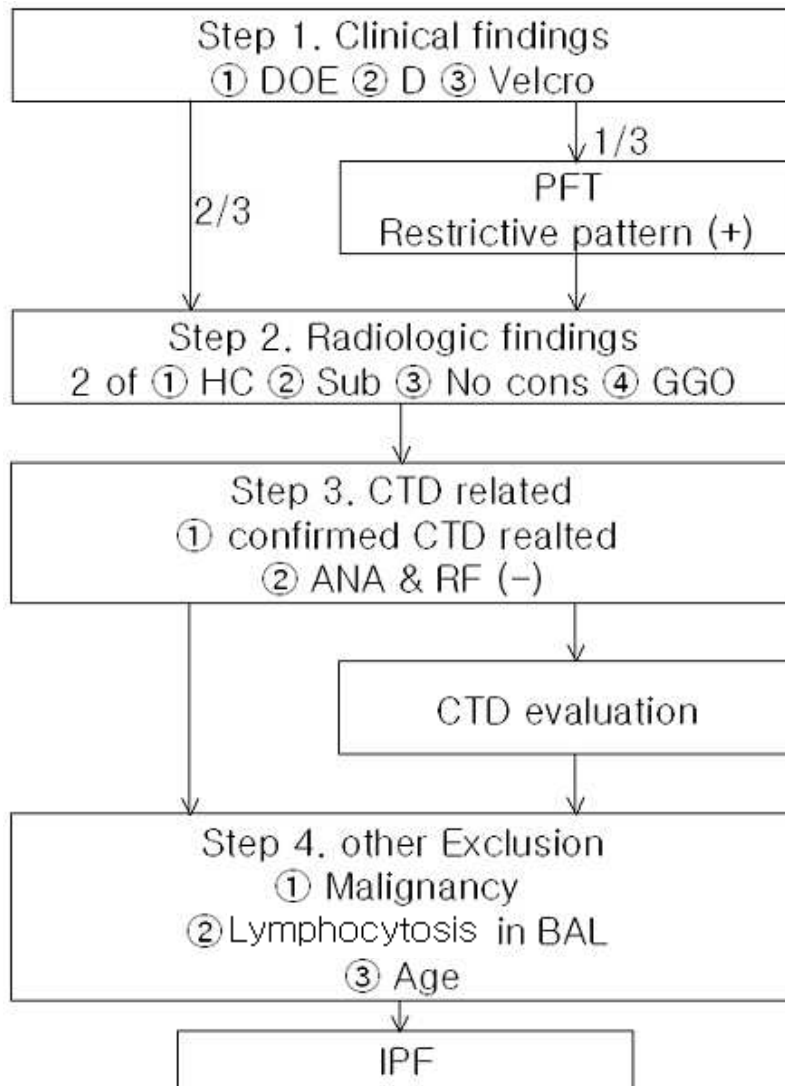 Step 1. Clinical findings
① DOE ② D ③ Velcro
1/3
2/3
PFT
Restrictive pattern (+)
Step 2. Radiologic findings
2 of ① HC ② Sub ③ No cons ④ GGO
Step 3. CTD related
① confirmed CTD realted
② ANA & RF (-)
CTD evaluation
Step 4. other Exclusion
① Malignancy
② Lymphocytosis in BAL
③ Age
IPF